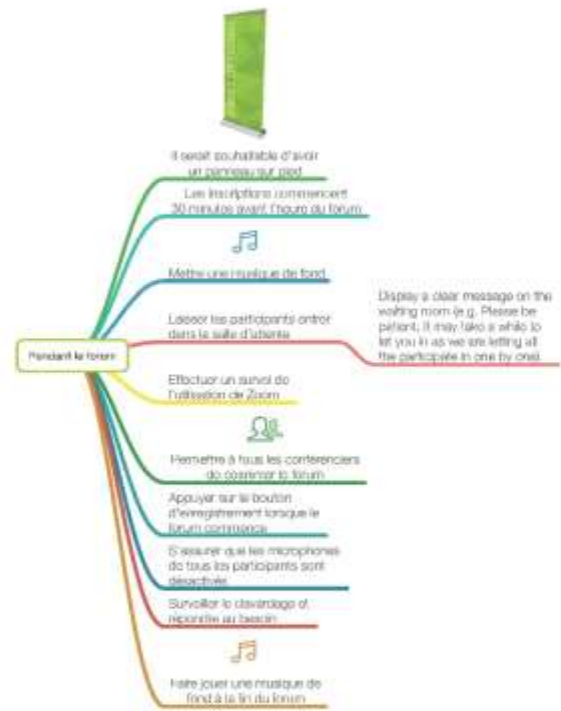 Il serait souhaitable d'avoir
un panneau sur pied
Les inscriptions commencent
30 minutes avant l'heure du forum
Mettre une musique de fond
Laisser les participants entrer
dans la salle d'attente
Display a clear message on the
waiting room (e.g. Please be
patient, it may take a while to
let you in as we are letting all
the participate in one by one).
Pendant le forum
Effectuer un survol de
l'utilisation de Zoom
Permettre à tous les conférenciers
de coanimer le forum
Appuyer sur le bouton
d'enregistrement lorsque le
forum commence
S'assurer que les microphones
de tous les participants sont
désactivés
Surveiller le clavardage et
répondre au besoin
Faire jouer une musique de
fond à la fin du forum